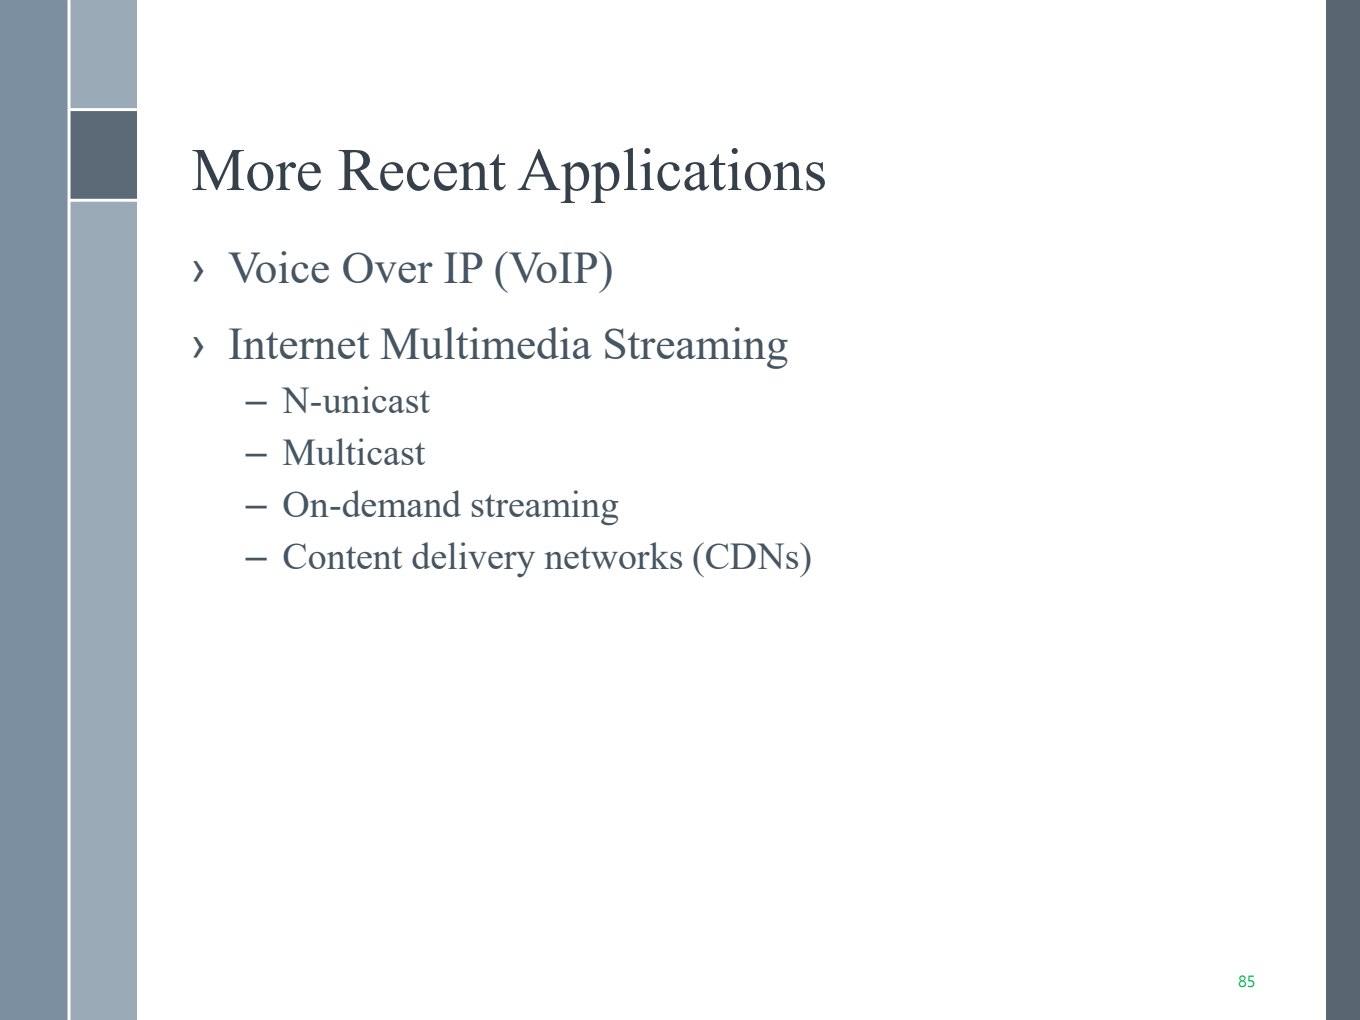 More Recent Applications
› Voice Over IP (VoIP)
› Internet Multimedia Streaming
– N-unicast
– Multicast
– On-demand streaming
– Content delivery networks (CDNs)
85